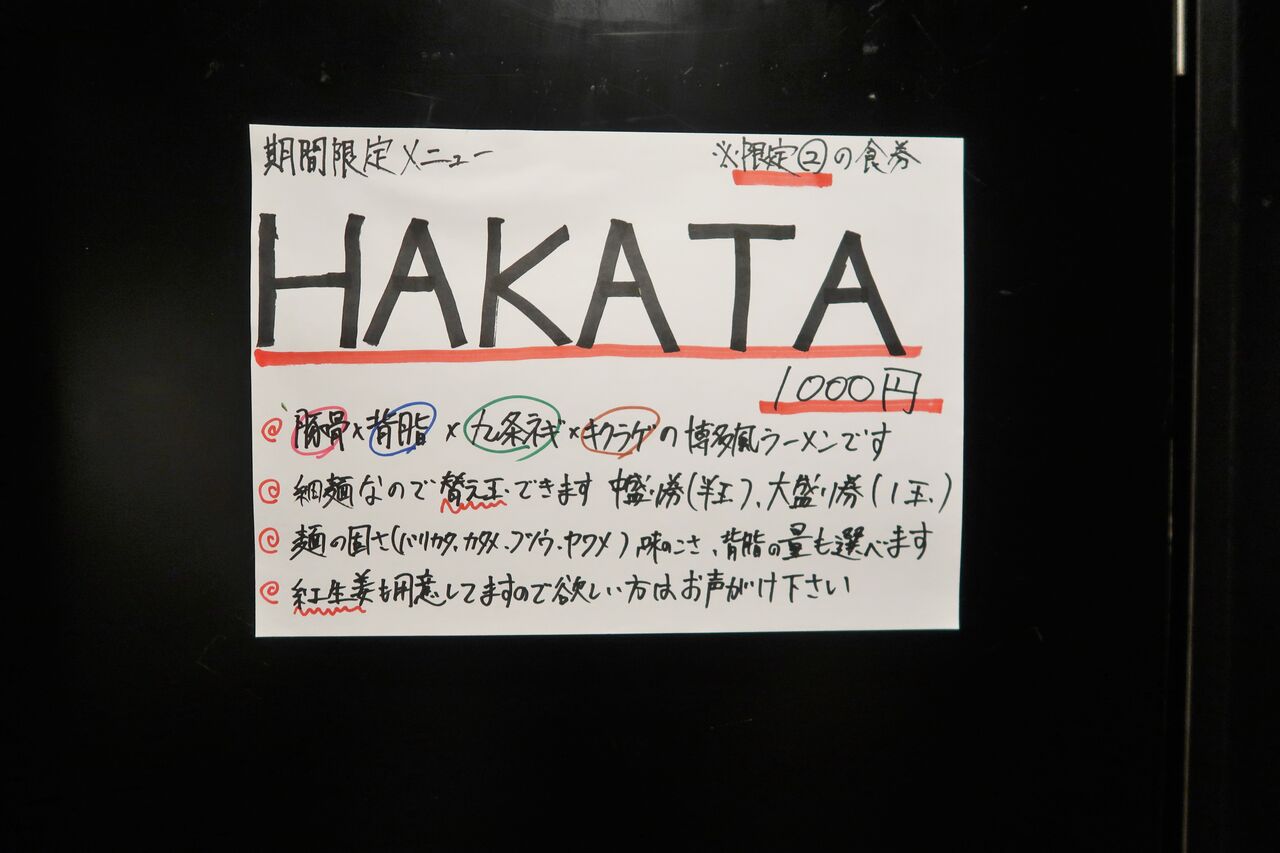 期間限定メニュー ※限定②の食券
HAKATA
1000円
@ 豚骨×背脂×九条ネギ×キクラゲの博多風ラーメンです
@ 細麺なので替え玉できます 中盛り券(半玉)、大盛り券(1玉)
@ 麺の固さ(バリカタ、カタメ、フツウ、ヤワメ)、味のこさ、背脂の量も選べます
@ 紅生姜も用意してますので欲しい方はお声がけ下さい